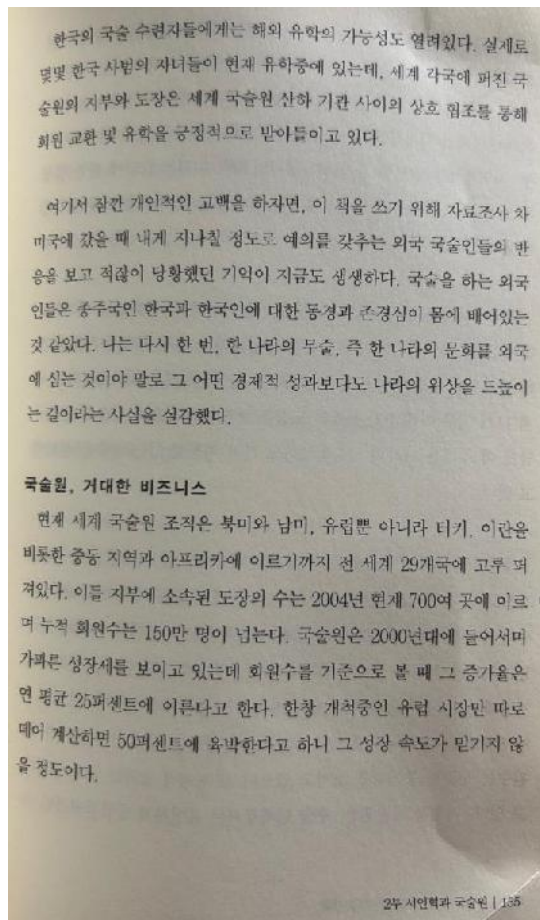 한국의 국술 수련자들에게는 해외 유학의 가능성도 열려있다. 실제로
몇몇 한국 사범의 자녀들이 현재 유학중에 있는데, 세계 각국에 퍼진 국
술원의 지부와 도장은 세계 국술원 산하 기관 사이의 상호 협조를 통해
회원 교환 및 유학을 긍정적으로 받아들이고 있다.
여기서 잠깐 개인적인 고백을 하자면, 이 책을 쓰기 위해 자료조사 차
미국에 갔을 때 내게 지나칠 정도로 예의를 갖추는 외국 국술인들의 반
응을 보고 적잖이 당황했던 기억이 지금도 생생하다. 국술을 하는 외국
인들은 종주국인 한국과 한국인에 대한 동경과 존경심이 몸에 배어있는
것 같았다. 나는 다시 한 번, 한 나라의 무술, 즉 한 나라의 문화를 외국
에 심는 것이야 말로 그 어떤 경제적 성과보다도 나라의 위상을 드높이
는 길이라는 사실을 실감했다.
국술원, 거대한 비즈니스
현재 세계 국술원 조직은 북미와 남미, 유럽뿐 아니라 터키, 이란을
비롯한 중동 지역과 아프리카에 이르기까지 전 세계 29개국에 고루 퍼
져있다. 이들 지부에 소속된 도장의 수는 2004년 현재 700여 곳에 이르
며 누적 회원수는 150만 명이 넘는다. 국술원은 2000년대에 들어서며
가파른 성장세를 보이고 있는데 회원수를 기준으로 볼 때 그 증가율은
연 평균 25퍼센트에 이른다고 한다. 한창 개척중인 유럽 시장만 따로
떼어 계산하면 50퍼센트에 육박한다고 하니 그 성장 속도가 믿기지 않
을 정도이다.
2부 서인혁과 국술원 | 155